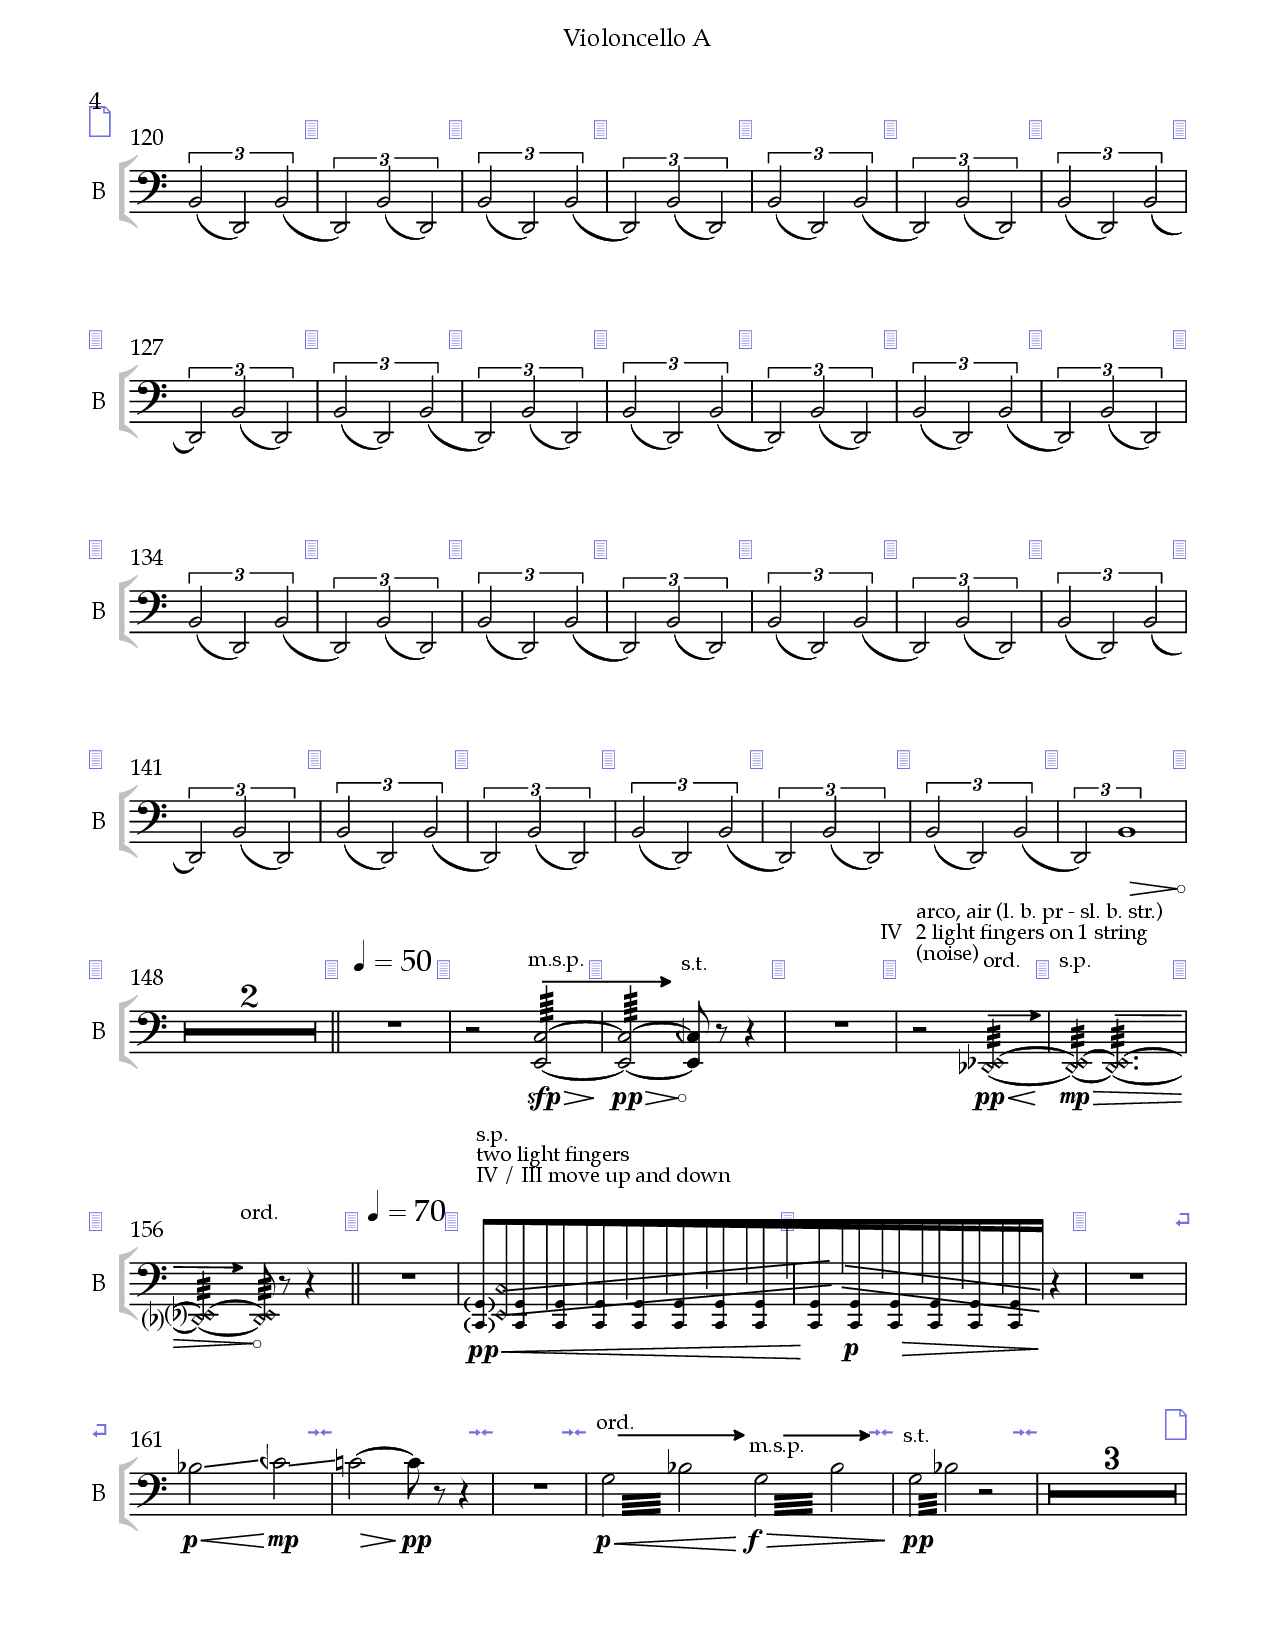 Violoncello A
4
120
3 3 3 3 3 3 3
B
127
3 3 3 3 3 3 3
B
134
3 3 3 3 3 3 3
B
141
3 3 3 3 3 3 3
B
arco, air (l. b. pr - sl. b. str.)
IV 2 light fingers on 1 string
(noise)
148
2
= 50
m.s.p.
s.t.
ord.
s.p.
B
sfp pp pp mp
s.p.
two light fingers
IV / III move up and down
156
ord.
= 70
B
pp p
161
ord.
m.s.p.
s.t.
3
B
p mp pp p f pp